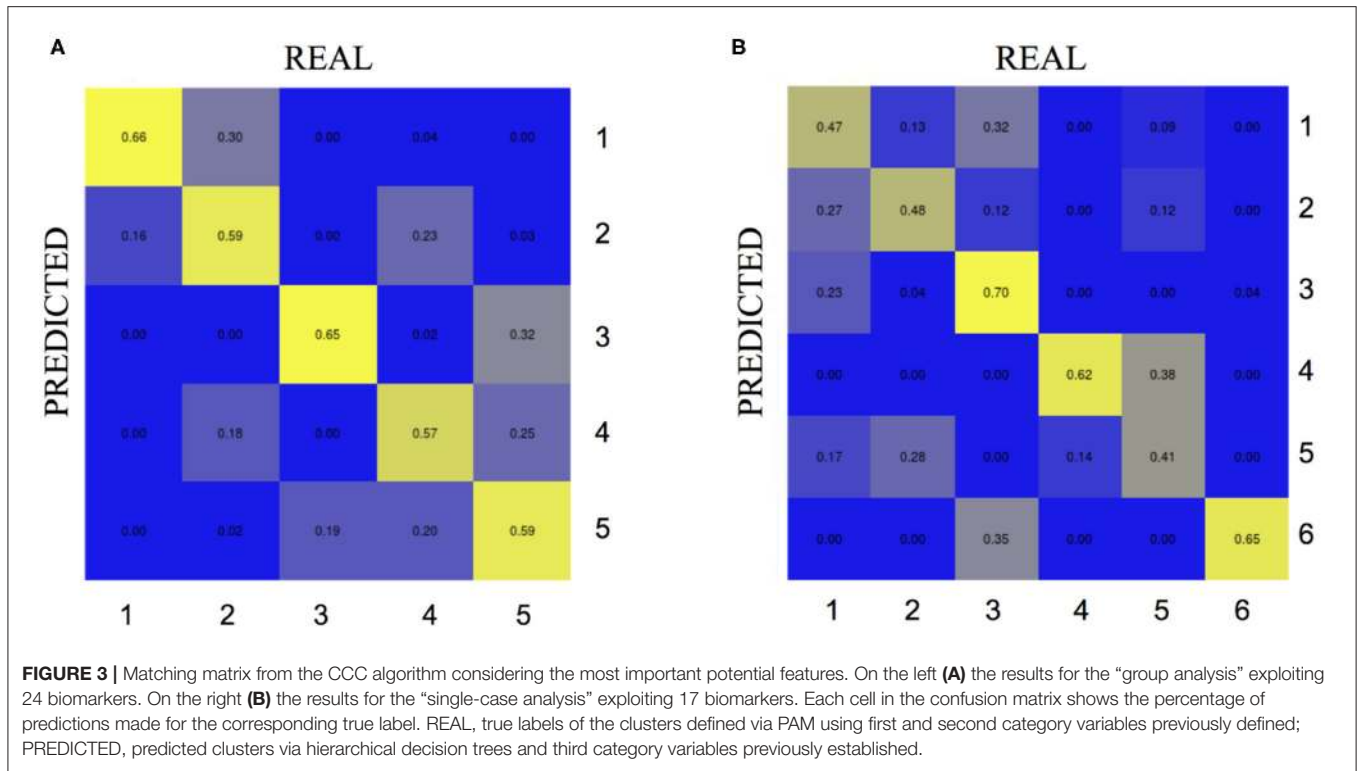 A
REAL
PREDICTED
0.66 0.30 0.00 0.04 0.00 1
0.16 0.59 0.00 0.23 0.03 2
0.00 0.00 0.65 0.02 0.32 3
0.00 0.18 0.00 0.57 0.25 4
0.00 0.02 0.19 0.20 0.59 5
1 2 3 4 5
B
REAL
PREDICTED
0.47 0.13 0.32 0.00 0.09 0.00 1
0.27 0.48 0.12 0.00 0.12 0.00 2
0.23 0.04 0.70 0.00 0.00 0.04 3
0.00 0.00 0.00 0.62 0.38 0.00 4
0.17 0.28 0.00 0.14 0.41 0.00 5
0.00 0.00 0.35 0.00 0.00 0.65 6
1 2 3 4 5 6
FIGURE 3 | Matching matrix from the CCC algorithm considering the most important potential features. On the left (A) the results for the “group analysis” exploiting
24 biomarkers. On the right (B) the results for the “single-case analysis” exploiting 17 biomarkers. Each cell in the confusion matrix shows the percentage of
predictions made for the corresponding true label. REAL, true labels of the clusters defined via PAM using first and second category variables previously defined;
PREDICTED, predicted clusters via hierarchical decision trees and third category variables previously established.